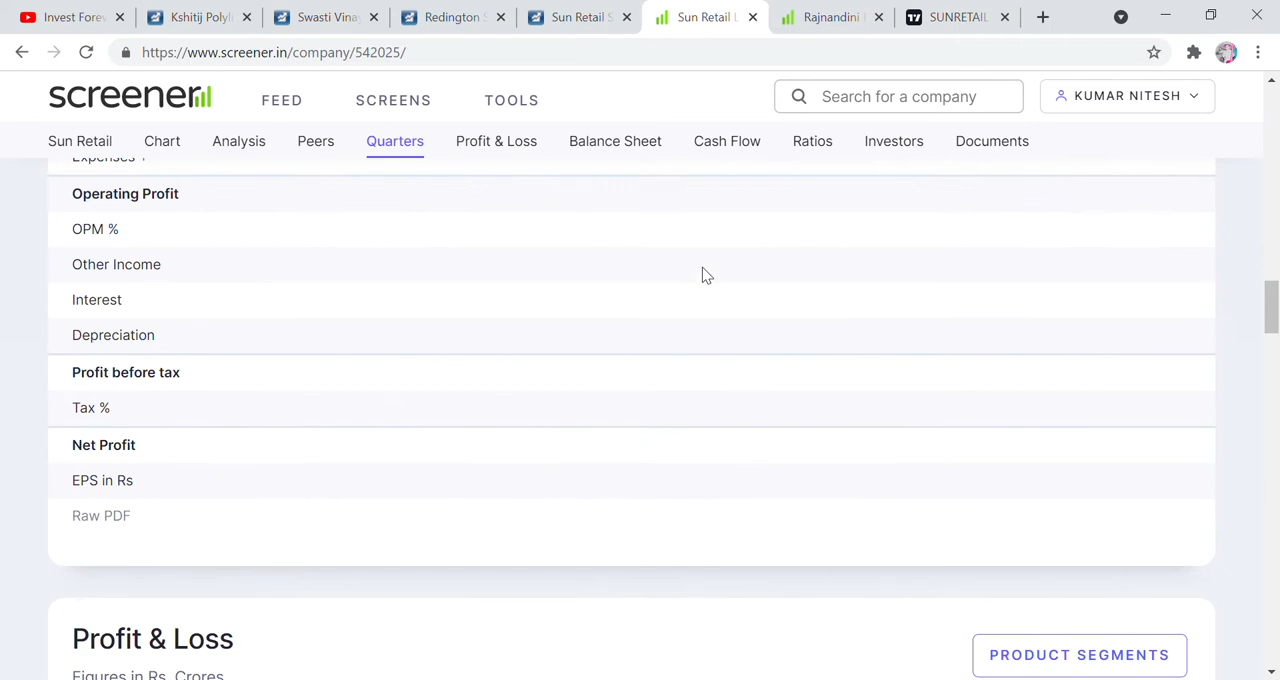 Invest Forev
Kshitij Polyli
Swasti Vinay
Redington S
Sun Retail S
Sun Retail L
Rajnandini
SUNRETAIL
https://www.screener.in/company/542025/
screener
FEED
SCREENS
TOOLS
Search for a company
KUMAR NITESH
Sun Retail
Chart
Analysis
Peers
Quarters
Profit & Loss
Balance Sheet
Cash Flow
Ratios
Investors
Documents
Expenses +
Operating Profit
OPM %
Other Income
Interest
Depreciation
Profit before tax
Tax %
Net Profit
EPS in Rs
Raw PDF
Profit & Loss
PRODUCT SEGMENTS
Figures in Rs. Crores